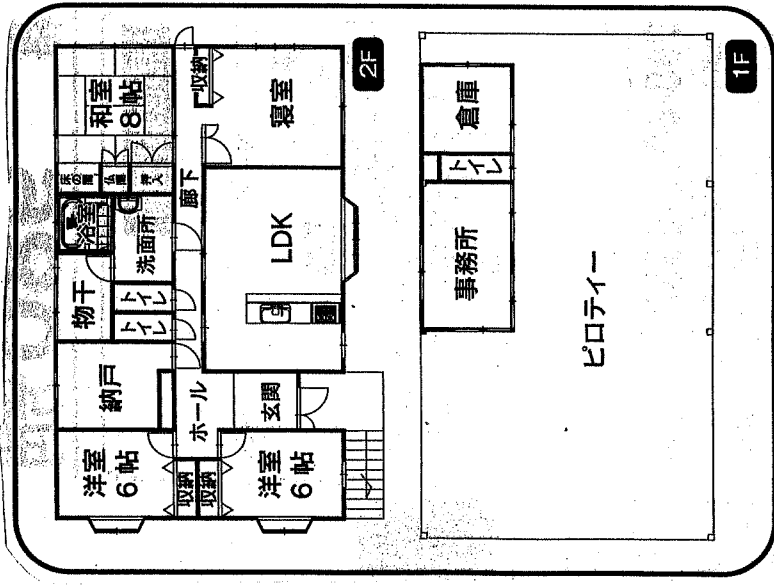 2F
和室
8帖
収納
寝室
床の間
仏壇
押入
廊下
浴室
洗面所
LDK
物干
トイレ
トイレ
納戸
ホール
玄関
洋室
6帖
収納
収納
洋室
6帖
1F
倉庫
トイレ
事務所
ピロティー